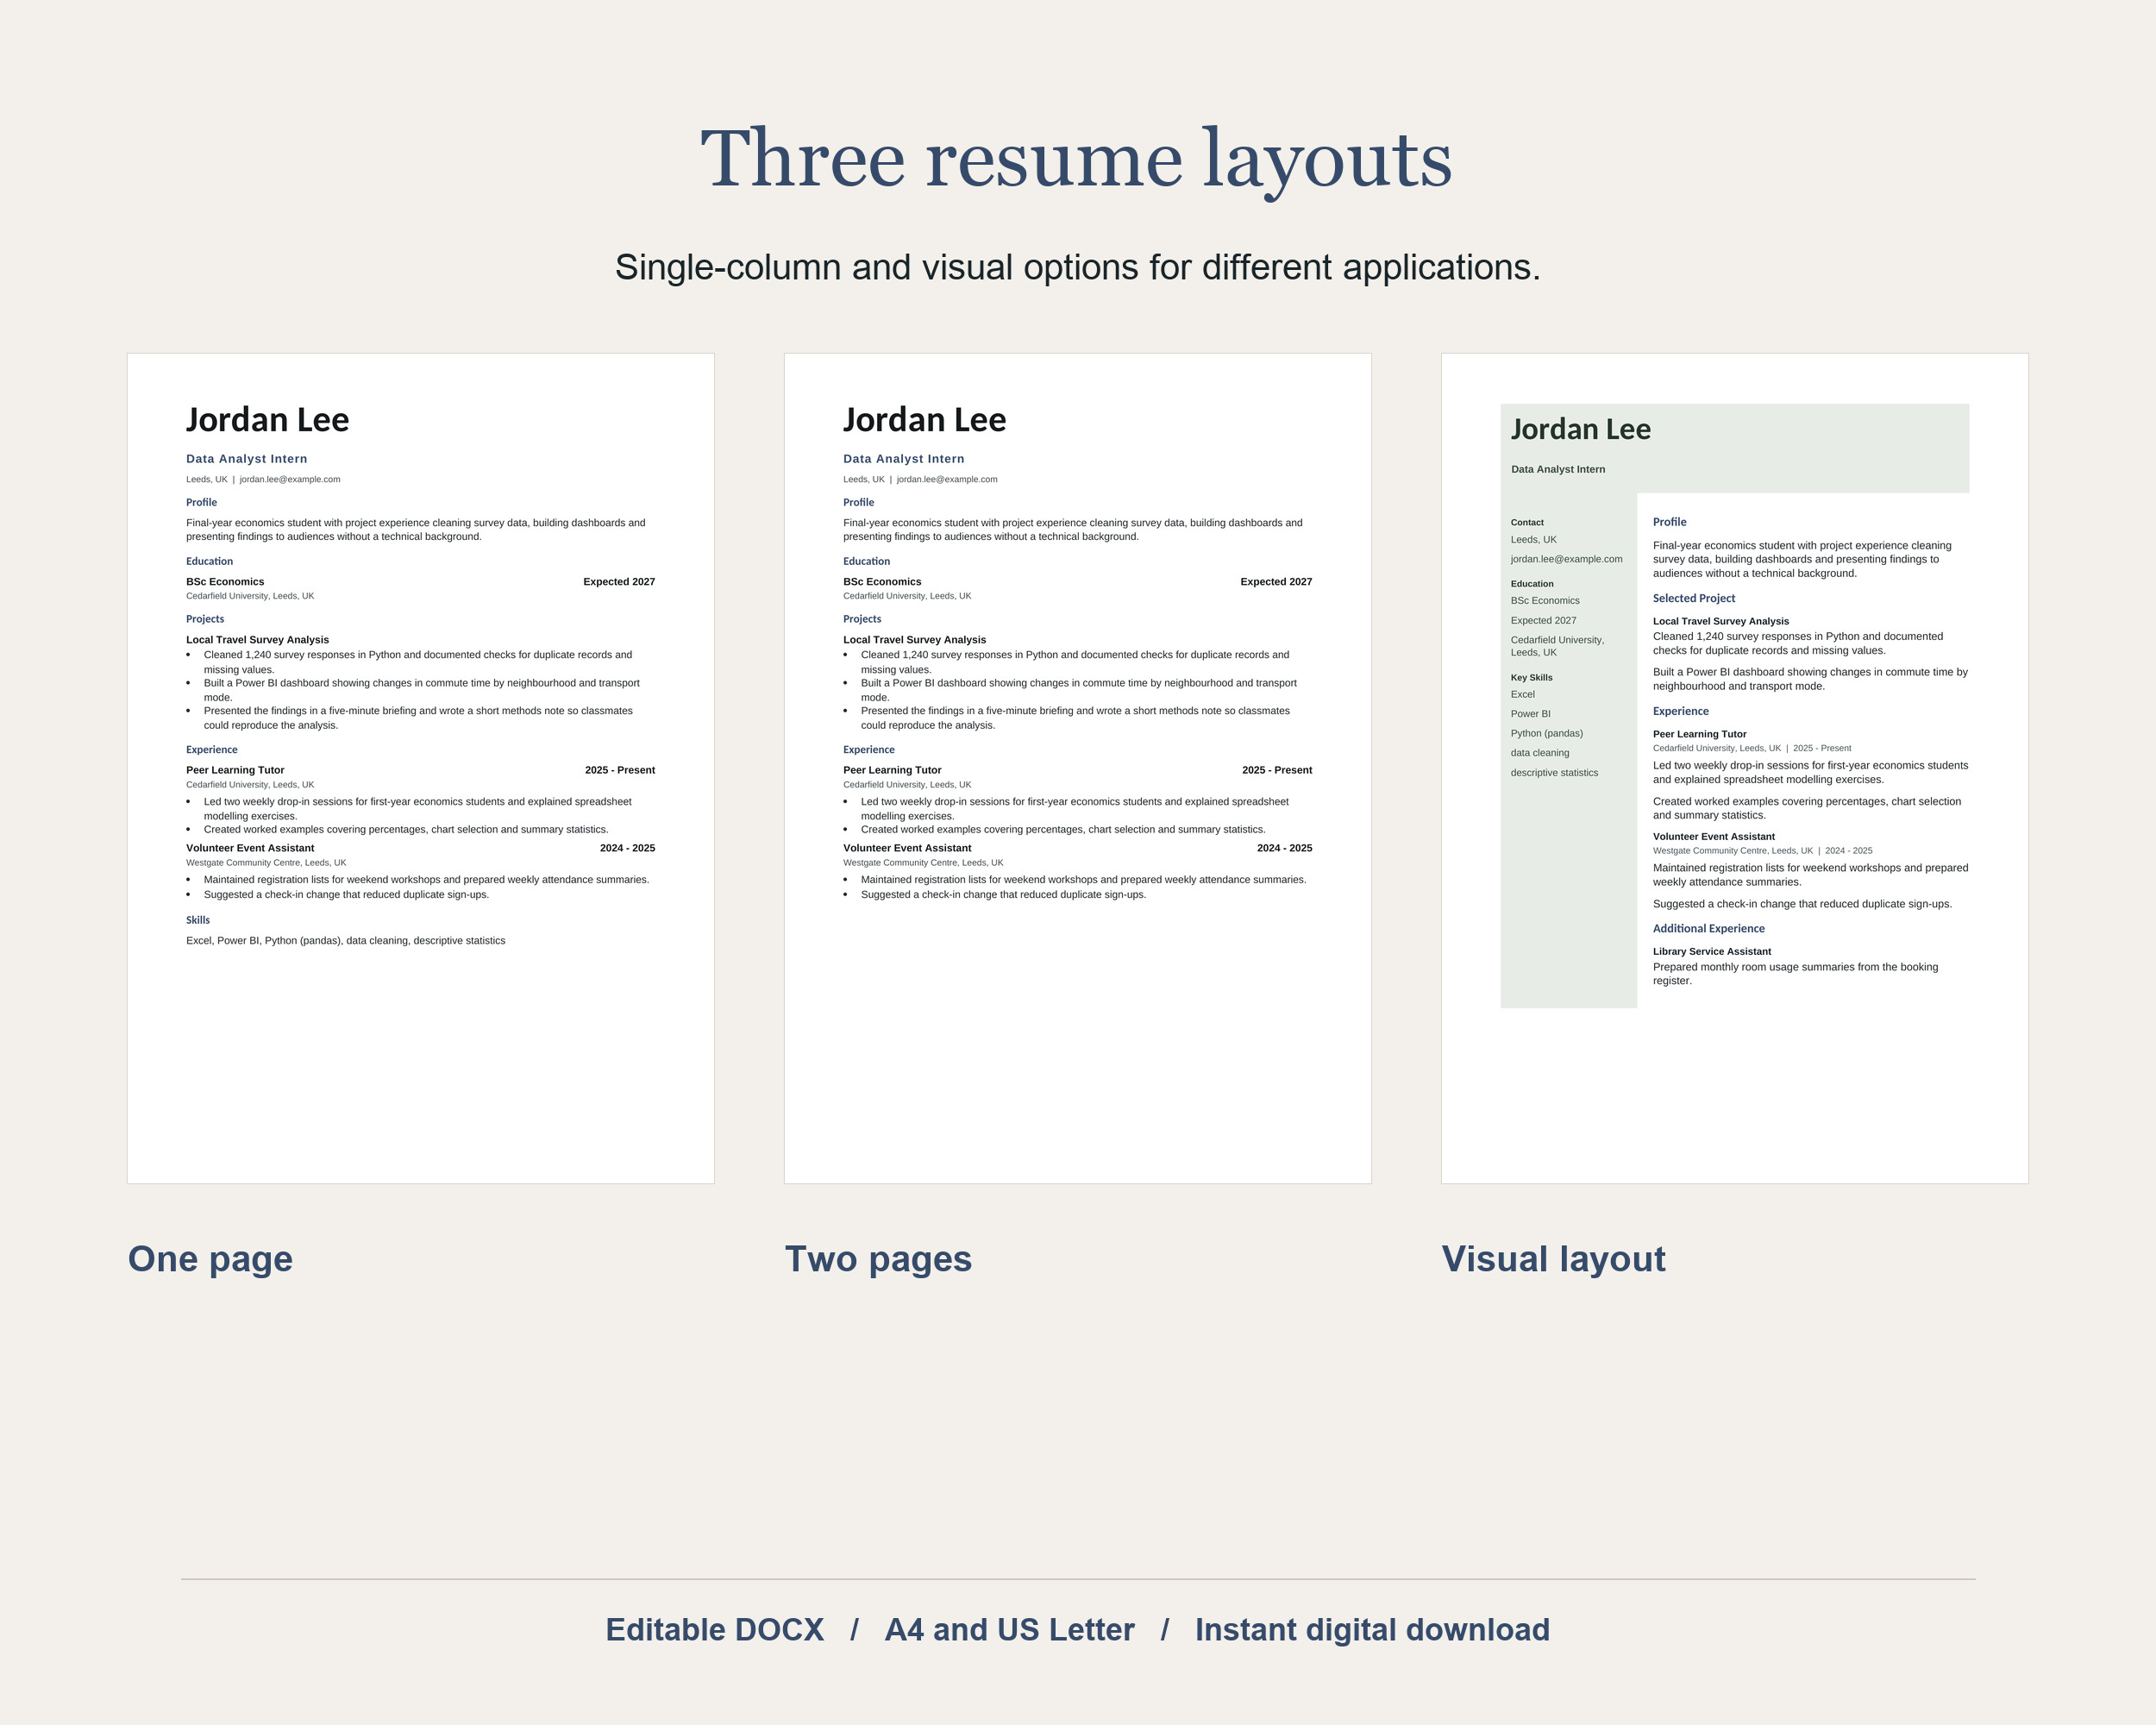 Three resume layouts
Single-column and visual options for different applications.
Jordan Lee
Data Analyst Intern
Leeds, UK | jordan.lee@example.com
Profile
Final-year economics student with project experience cleaning survey data, building dashboards and
presenting findings to audiences without a technical background.
Education
BSc Economics Expected 2027
Cedarfield University, Leeds, UK
Projects
Local Travel Survey Analysis
• Cleaned 1,240 survey responses in Python and documented checks for duplicate records and
missing values.
• Built a Power BI dashboard showing changes in commute time by neighbourhood and transport
mode.
• Presented the findings in a five-minute briefing and wrote a short methods note so classmates
could reproduce the analysis.
Experience
Peer Learning Tutor 2025 - Present
Cedarfield University, Leeds, UK
• Led two weekly drop-in sessions for first-year economics students and explained spreadsheet
modelling exercises.
• Created worked examples covering percentages, chart selection and summary statistics.
Volunteer Event Assistant 2024 - 2025
Westgate Community Centre, Leeds, UK
• Maintained registration lists for weekend workshops and prepared weekly attendance summaries.
• Suggested a check-in change that reduced duplicate sign-ups.
Skills
Excel, Power BI, Python (pandas), data cleaning, descriptive statistics
One page
Jordan Lee
Data Analyst Intern
Leeds, UK | jordan.lee@example.com
Profile
Final-year economics student with project experience cleaning survey data, building dashboards and
presenting findings to audiences without a technical background.
Education
BSc Economics Expected 2027
Cedarfield University, Leeds, UK
Projects
Local Travel Survey Analysis
• Cleaned 1,240 survey responses in Python and documented checks for duplicate records and
missing values.
• Built a Power BI dashboard showing changes in commute time by neighbourhood and transport
mode.
• Presented the findings in a five-minute briefing and wrote a short methods note so classmates
could reproduce the analysis.
Experience
Peer Learning Tutor 2025 - Present
Cedarfield University, Leeds, UK
• Led two weekly drop-in sessions for first-year economics students and explained spreadsheet
modelling exercises.
• Created worked examples covering percentages, chart selection and summary statistics.
Volunteer Event Assistant 2024 - 2025
Westgate Community Centre, Leeds, UK
• Maintained registration lists for weekend workshops and prepared weekly attendance summaries.
• Suggested a check-in change that reduced duplicate sign-ups.
Two pages
Jordan Lee
Data Analyst Intern
Contact
Leeds, UK
jordan.lee@example.com
Education
BSc Economics
Expected 2027
Cedarfield University,
Leeds, UK
Key Skills
Excel
Power BI
Python (pandas)
data cleaning
descriptive statistics
Profile
Final-year economics student with project experience cleaning
survey data, building dashboards and presenting findings to
audiences without a technical background.
Selected Project
Local Travel Survey Analysis
Cleaned 1,240 survey responses in Python and documented
checks for duplicate records and missing values.
Built a Power BI dashboard showing changes in commute time by
neighbourhood and transport mode.
Experience
Peer Learning Tutor
Cedarfield University, Leeds, UK | 2025 - Present
Led two weekly drop-in sessions for first-year economics students
and explained spreadsheet modelling exercises.
Created worked examples covering percentages, chart selection
and summary statistics.
Volunteer Event Assistant
Westgate Community Centre, Leeds, UK | 2024 - 2025
Maintained registration lists for weekend workshops and prepared
weekly attendance summaries.
Suggested a check-in change that reduced duplicate sign-ups.
Additional Experience
Library Service Assistant
Prepared monthly room usage summaries from the booking
register.
Visual layout
Editable DOCX / A4 and US Letter / Instant digital download